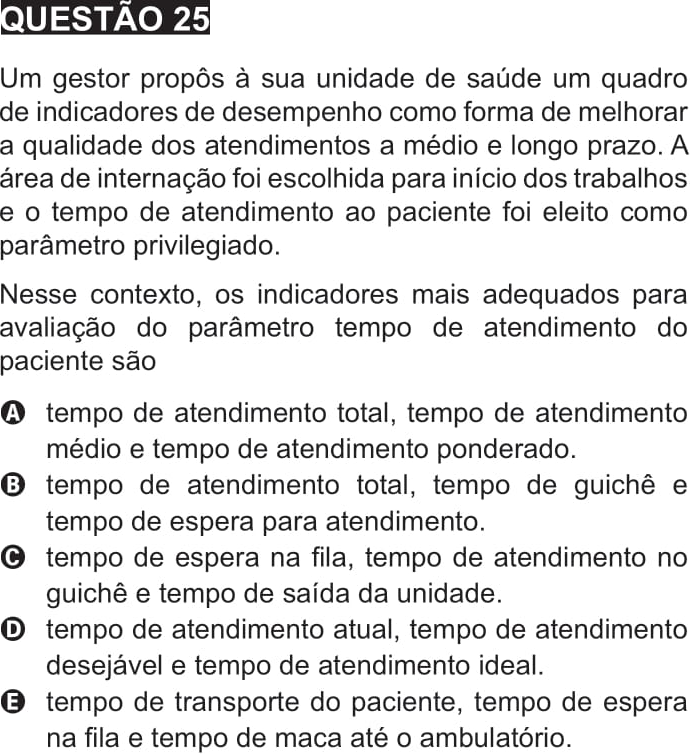 QUESTÃO 25
Um gestor propôs à sua unidade de saúde um quadro
de indicadores de desempenho como forma de melhorar
a qualidade dos atendimentos a médio e longo prazo. A
área de internação foi escolhida para início dos trabalhos
e o tempo de atendimento ao paciente foi eleito como
parâmetro privilegiado.
Nesse contexto, os indicadores mais adequados para
avaliação do parâmetro tempo de atendimento do
paciente são
A tempo de atendimento total, tempo de atendimento
médio e tempo de atendimento ponderado.
B tempo de atendimento total, tempo de guichê e
tempo de espera para atendimento.
C tempo de espera na fila, tempo de atendimento no
guichê e tempo de saída da unidade.
D tempo de atendimento atual, tempo de atendimento
desejável e tempo de atendimento ideal.
E tempo de transporte do paciente, tempo de espera
na fila e tempo de maca até o ambulatório.